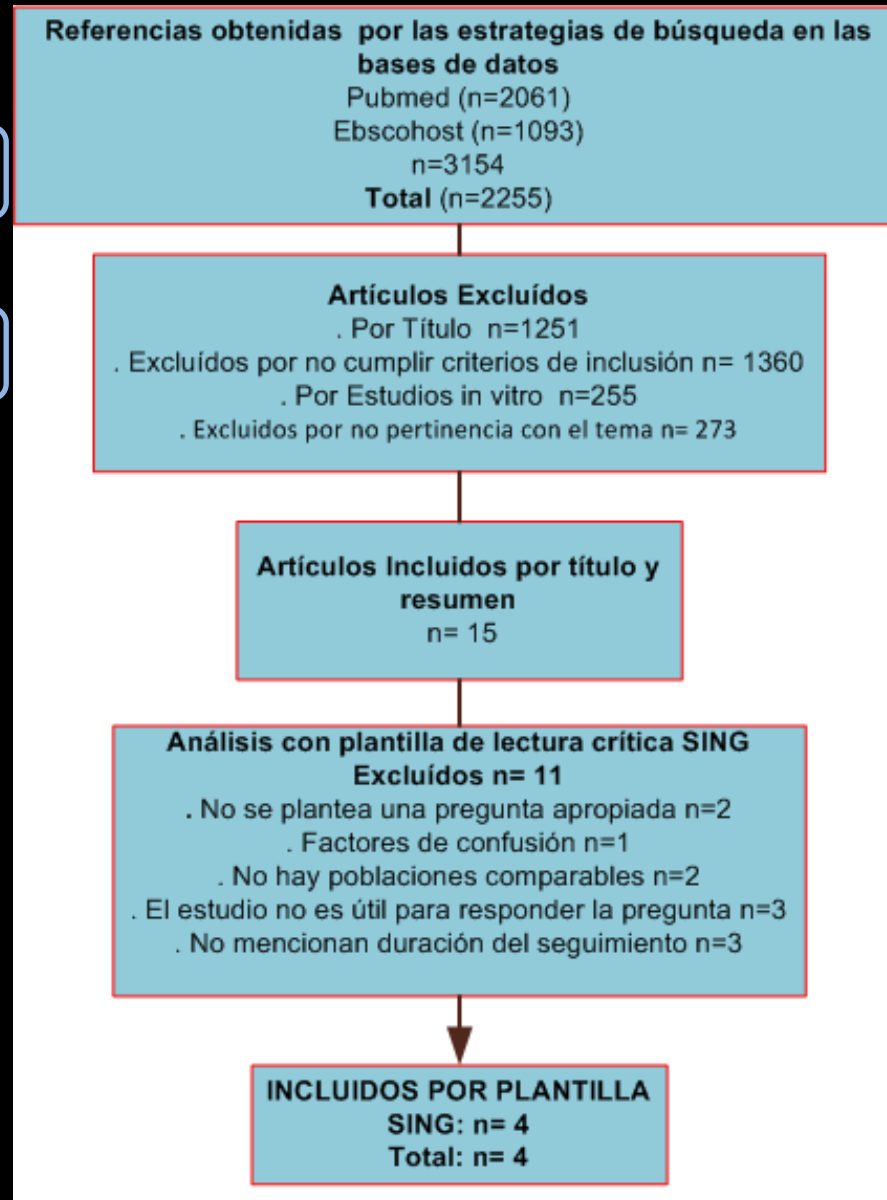 Referencias obtenidas por las estrategias de búsqueda en las
bases de datos
Pubmed (n=2061)
Ebscohost (n=1093)
n=3154
Total (n=2255)
Artículos Excluídos
. Por Título n=1251
. Excluídos por no cumplir criterios de inclusión n= 1360
. Por Estudios in vitro n=255
. Excluidos por no pertinencia con el tema n= 273
Artículos Incluidos por título y
resumen
n= 15
Análisis con plantilla de lectura crítica SING
Excluídos n= 11
. No se plantea una pregunta apropiada n=2
. Factores de confusión n=1
. No hay poblaciones comparables n=2
. El estudio no es útil para responder la pregunta n=3
. No mencionan duración del seguimiento n=3
INCLUIDOS POR PLANTILLA
SING: n= 4
Total: n= 4